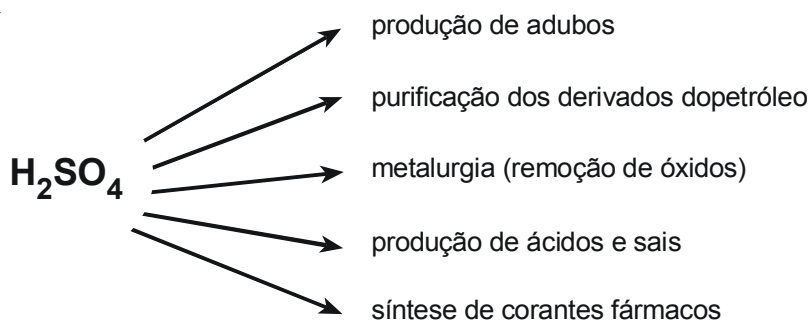 produção de adubos
purificação dos derivados dopetróleo
H₂SO₄
metalurgia (remoção de óxidos)
produção de ácidos e sais
síntese de corantes fármacos